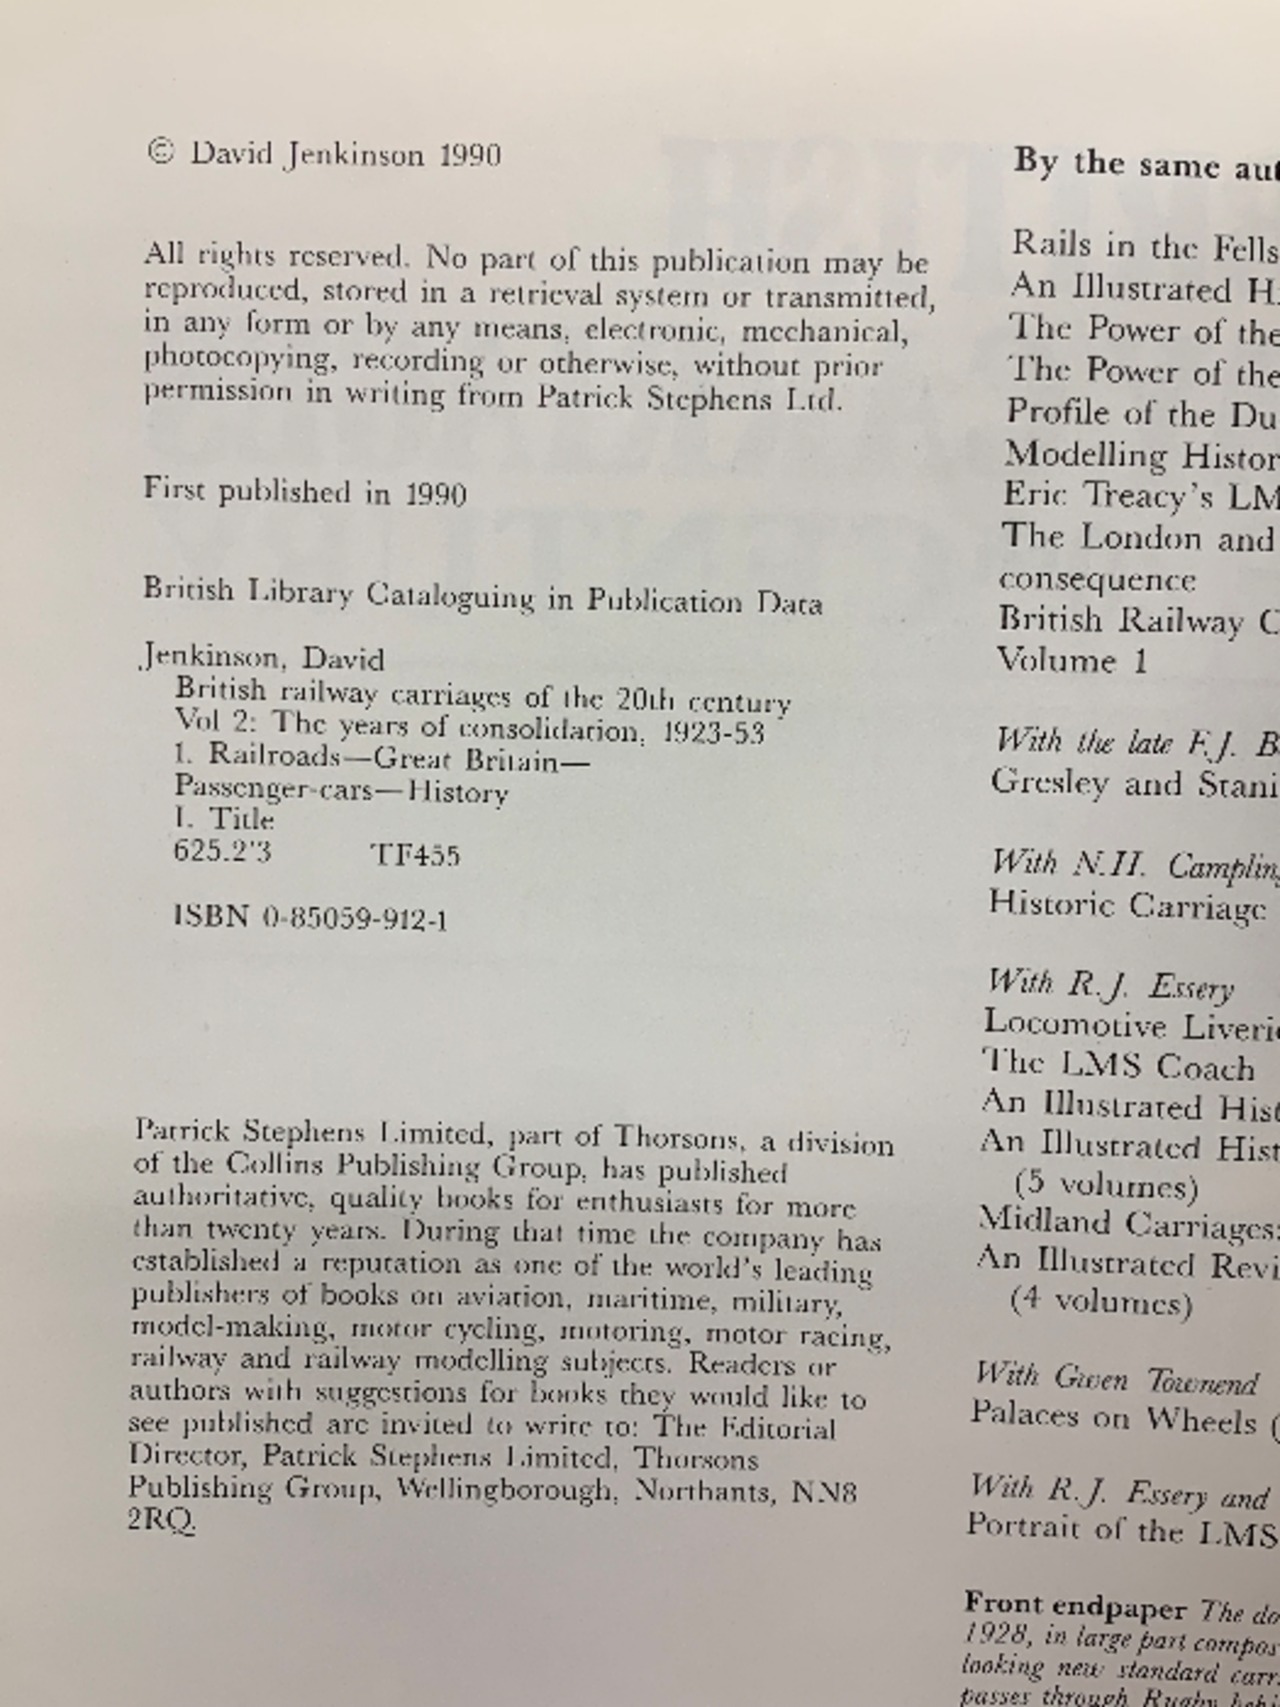 © David Jenkinson 1990
All rights reserved. No part of this publication may be
reproduced, stored in a retrieval system or transmitted,
in any form or by any means, electronic, mechanical,
photocopying, recording or otherwise, without prior
permission in writing from Patrick Stephens Ltd.
First published in 1990
British Library Cataloguing in Publication Data
Jenkinson, David
British railway carriages of the 20th century
Vol 2: The years of consolidation, 1923-53
1. Railroads—Great Britain—
Passenger-cars—History
I. Title
625.2'3 TF455
ISBN 0-85059-912-1
Patrick Stephens Limited, part of Thorsons, a division
of the Collins Publishing Group, has published
authoritative, quality books for enthusiasts for more
than twenty years. During that time the company has
established a reputation as one of the world's leading
publishers of books on aviation, maritime, military,
model-making, motor cycling, motoring, motor racing,
railway and railway modelling subjects. Readers or
authors with suggestions for books they would like to
see published are invited to write to: The Editorial
Director, Patrick Stephens Limited, Thorsons
Publishing Group, Wellingborough, Northants, NN8
2RQ.
By the same
Rails in the Fells
An Illustrated
The Power of the
The Power of the
Profile of the
Modelling
Eric Treacy's
The London and
consequence
British Railway
Volume 1
With the late F.J.
Gresley and
With N.H.
Historic Carriage
With R.J. Essery
Locomotive
The LMS Coach
An Illustrated
An Illustrated
(5 volumes)
Midland Carriages:
An Illustrated
(4 volumes)
With Gwen Townend
Palaces on Wheels (
With R.J. Essery and
Portrait of the LMS
Front endpaper The
1928, in large part
looking new standard
passes through Rugby